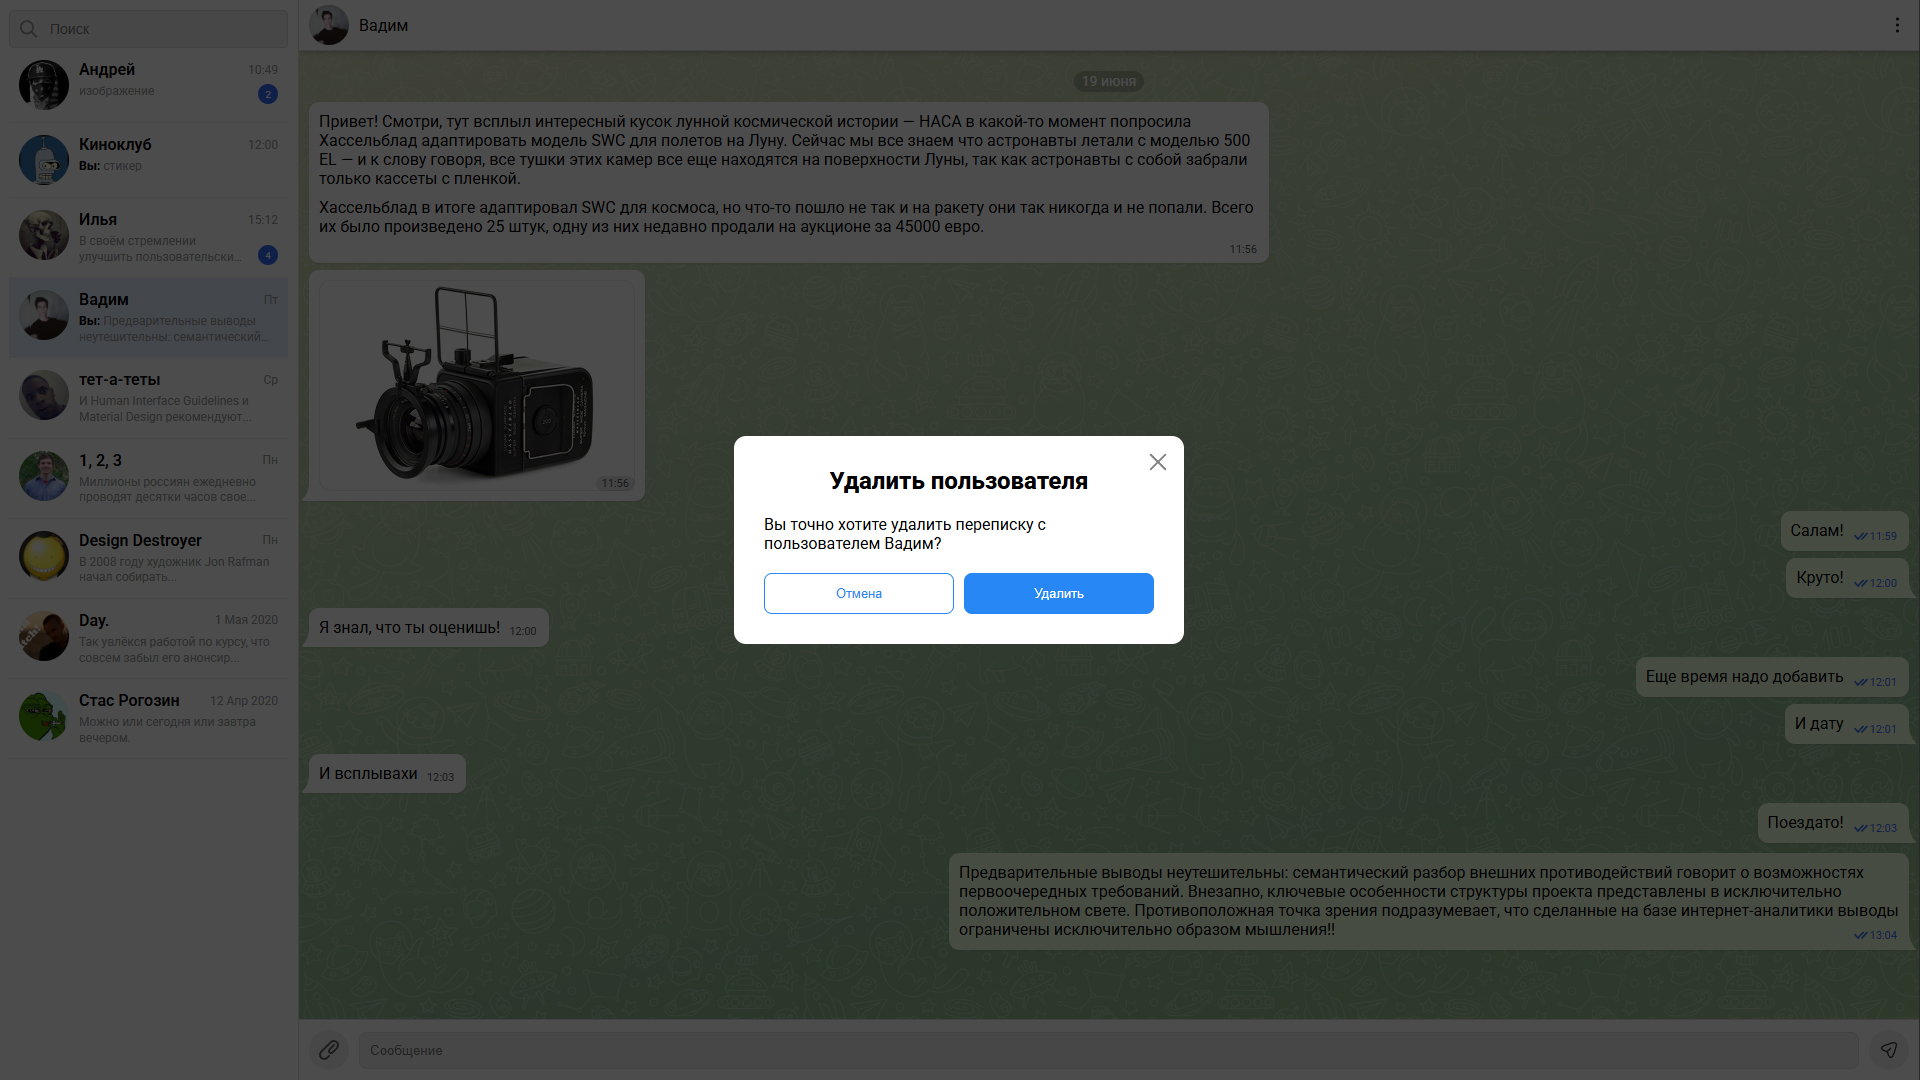 Поиск
Андрей
10:49
изображение
2
Киноклуб
12:00
Вы: стикер
Илья
15:12
В своём стремлении
улучшить пользовательски...
4
Вадим
Пт
Вы: Предварительные выводы
неутешительны: семантический...
тет-а-теты
Ср
И Human Interface Guidelines и
Material Design рекомендуют...
1, 2, 3
Пн
Миллионы россиян ежедневно
проводят десятки часов свое...
Design Destroyer
Пн
В 2008 году художник Jon Rafman
начал собирать...
Day.
1 Мая 2020
Так увлёкся работой по курсу, что
совсем забыл его анонсир...
Стас Рогозин
12 Апр 2020
Можно или сегодня или завтра
вечером.
Вадим
19 июня
Привет! Смотри, тут всплыл интересный кусок лунной космической истории — НАСА в какой-то момент попросила
Хассельблад адаптировать модель SWC для полетов на Луну. Сейчас мы все знаем что астронавты летали с моделью 500
EL — и к слову говоря, все тушки этих камер все еще находятся на поверхности Луны, так как астронавты с собой забрали
только кассеты с пленкой.
Хассельблад в итоге адаптировал SWC для космоса, но что-то пошло не так и на ракету они так никогда и не попали. Всего
их было произведено 25 штук, одну из них недавно продали на аукционе за 45000 евро.
11:56
11:56
Салам!
11:59
Круто!
12:00
Я знал, что ты оценишь!
12:00
Еще время надо добавить
12:01
И дату
12:01
И всплывахи
12:03
Поездато!
12:03
Предварительные выводы неутешительны: семантический разбор внешних противодействий говорит о возможностях
первоочередных требований. Внезапно, ключевые особенности структуры проекта представлены в исключительно
положительном свете. Противоположная точка зрения подразумевает, что сделанные на базе интернет-аналитики выводы
ограничены исключительно образом мышления!!
13:04
Сообщение
Удалить пользователя
Вы точно хотите удалить переписку с
пользователем Вадим?
Отмена
Удалить